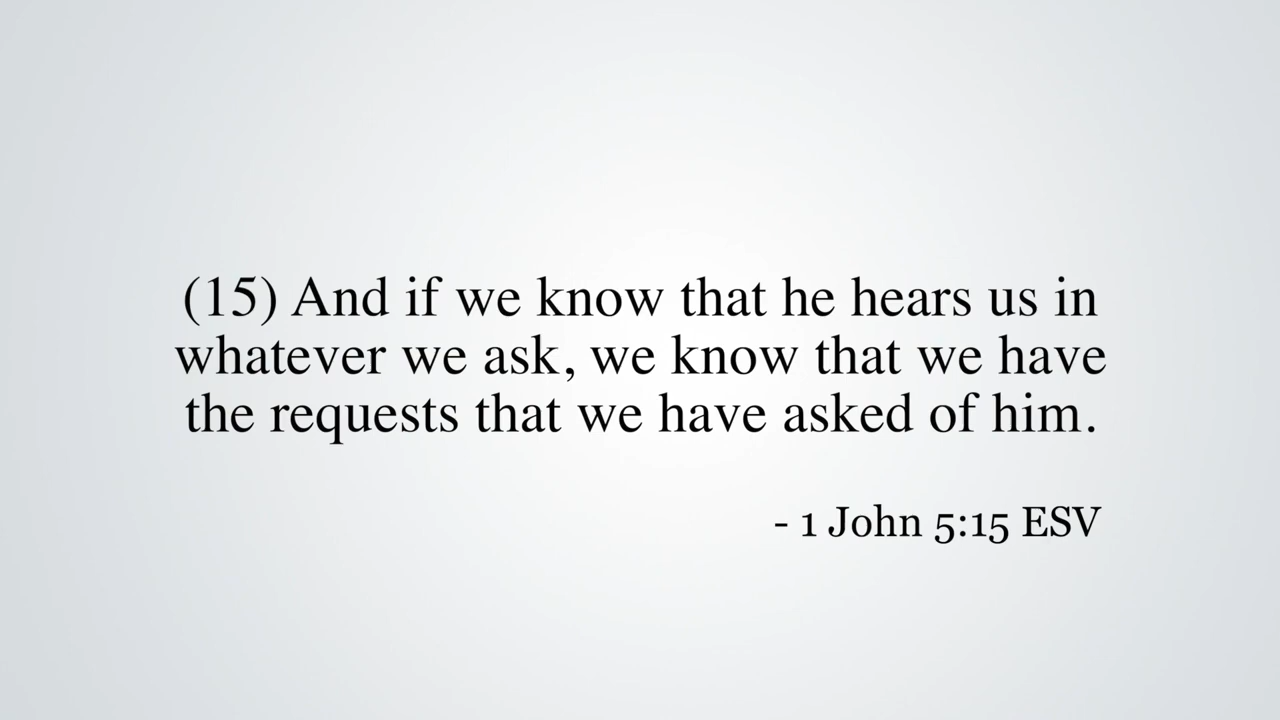 (15) And if we know that he hears us in
whatever we ask, we know that we have
the requests that we have asked of him.
- 1 John 5:15 ESV